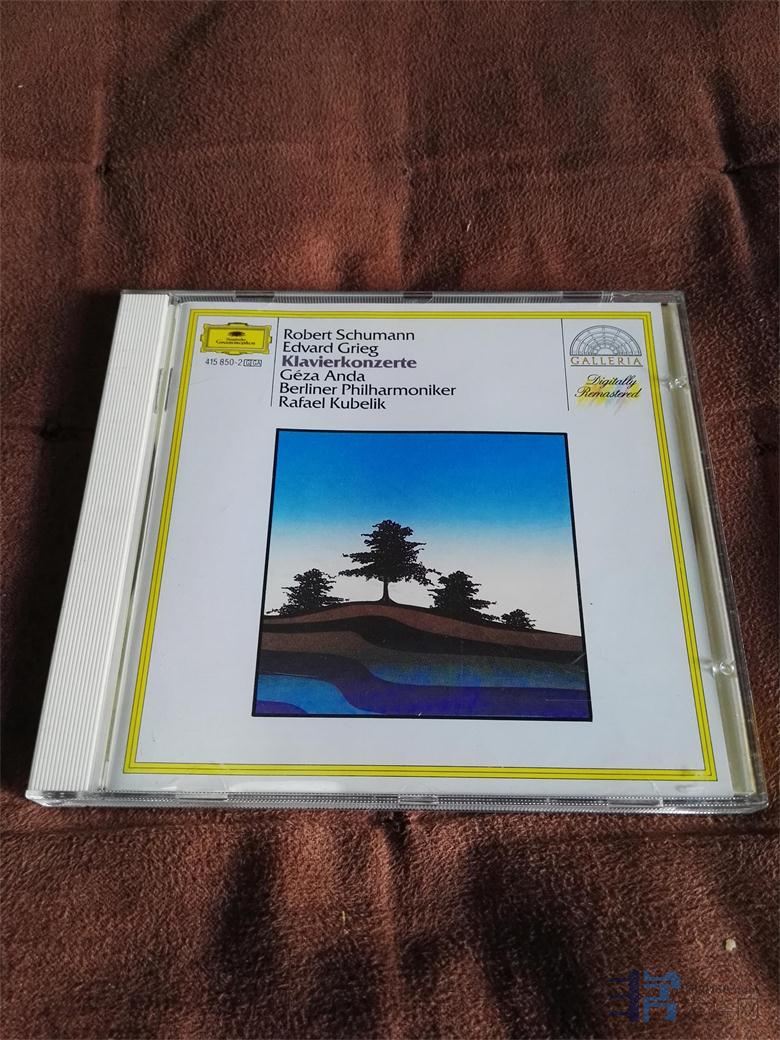 Deutsche
Grammophon
415 850-2 GGA
Robert Schumann
Edvard Grieg
Klavierkonzerte
Géza Anda
Berliner Philharmoniker
Rafael Kubelik
GALLERIA
Digitally
Remastered